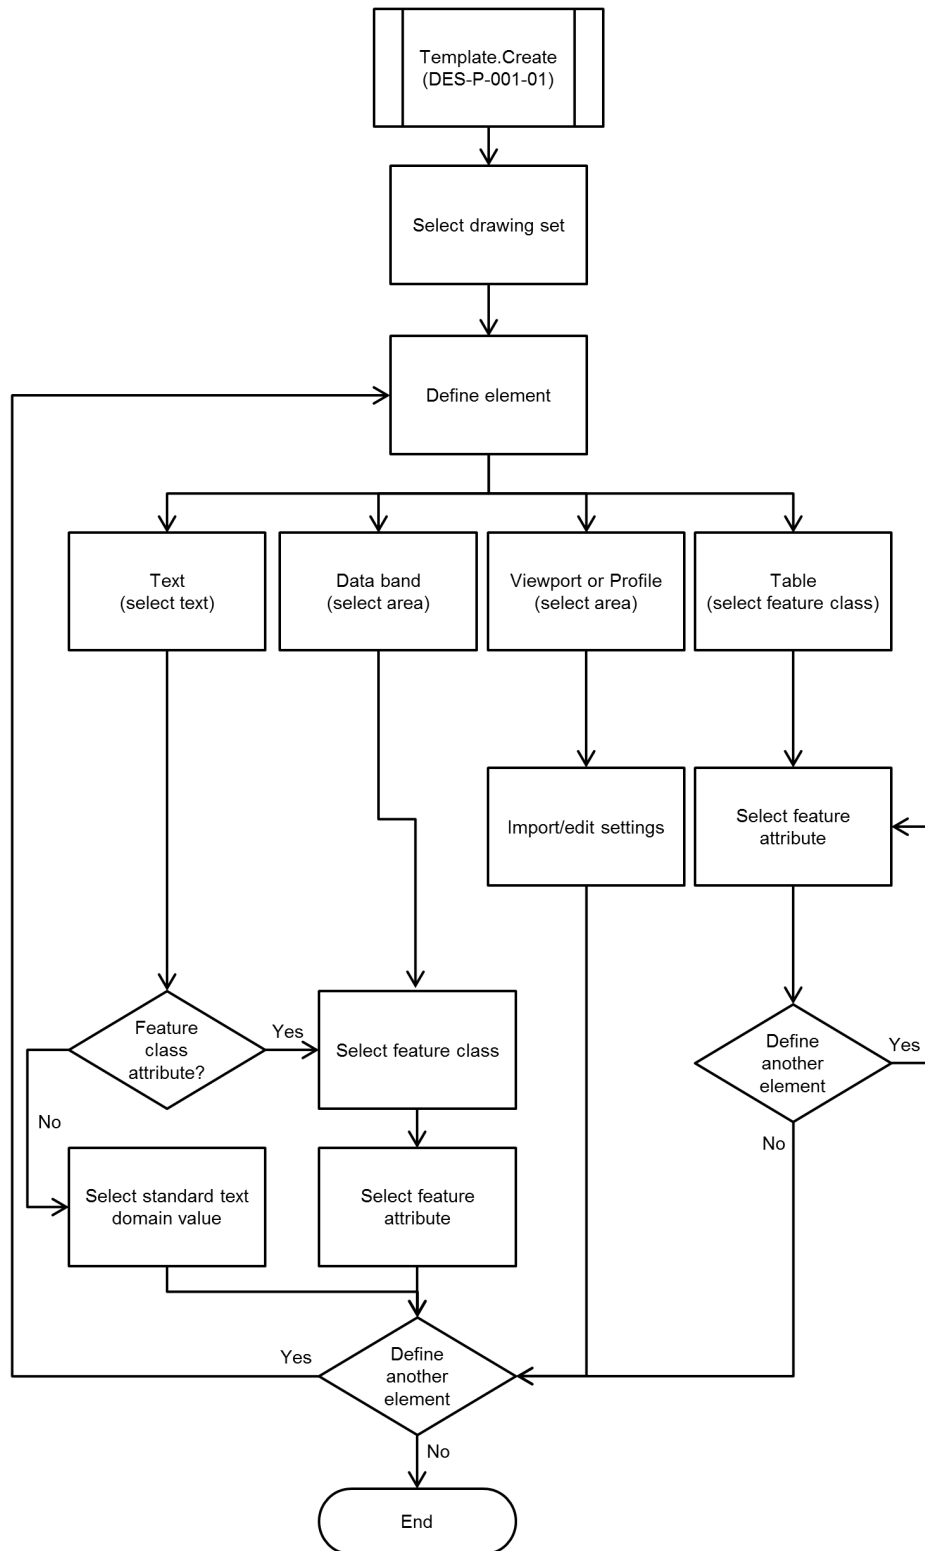 Template.Create
(DES-P-001-01)
Select drawing set
Define element
Text
(select text)
Data band
(select area)
Viewport or Profile
(select area)
Table
(select feature class)
Import/edit settings
Select feature
attribute
Feature
class
attribute?
Yes
No
Select feature class
Define
another
element
Yes
No
Select standard text
domain value
Select feature
attribute
Define
another
element
Yes
No
End